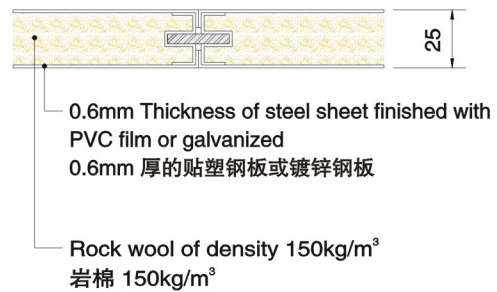 25
0.6mm Thickness of steel sheet finished with
PVC film or galvanized
0.6mm 厚的贴塑钢板或镀锌钢板
Rock wool of density 150kg/m³
岩棉 150kg/m³